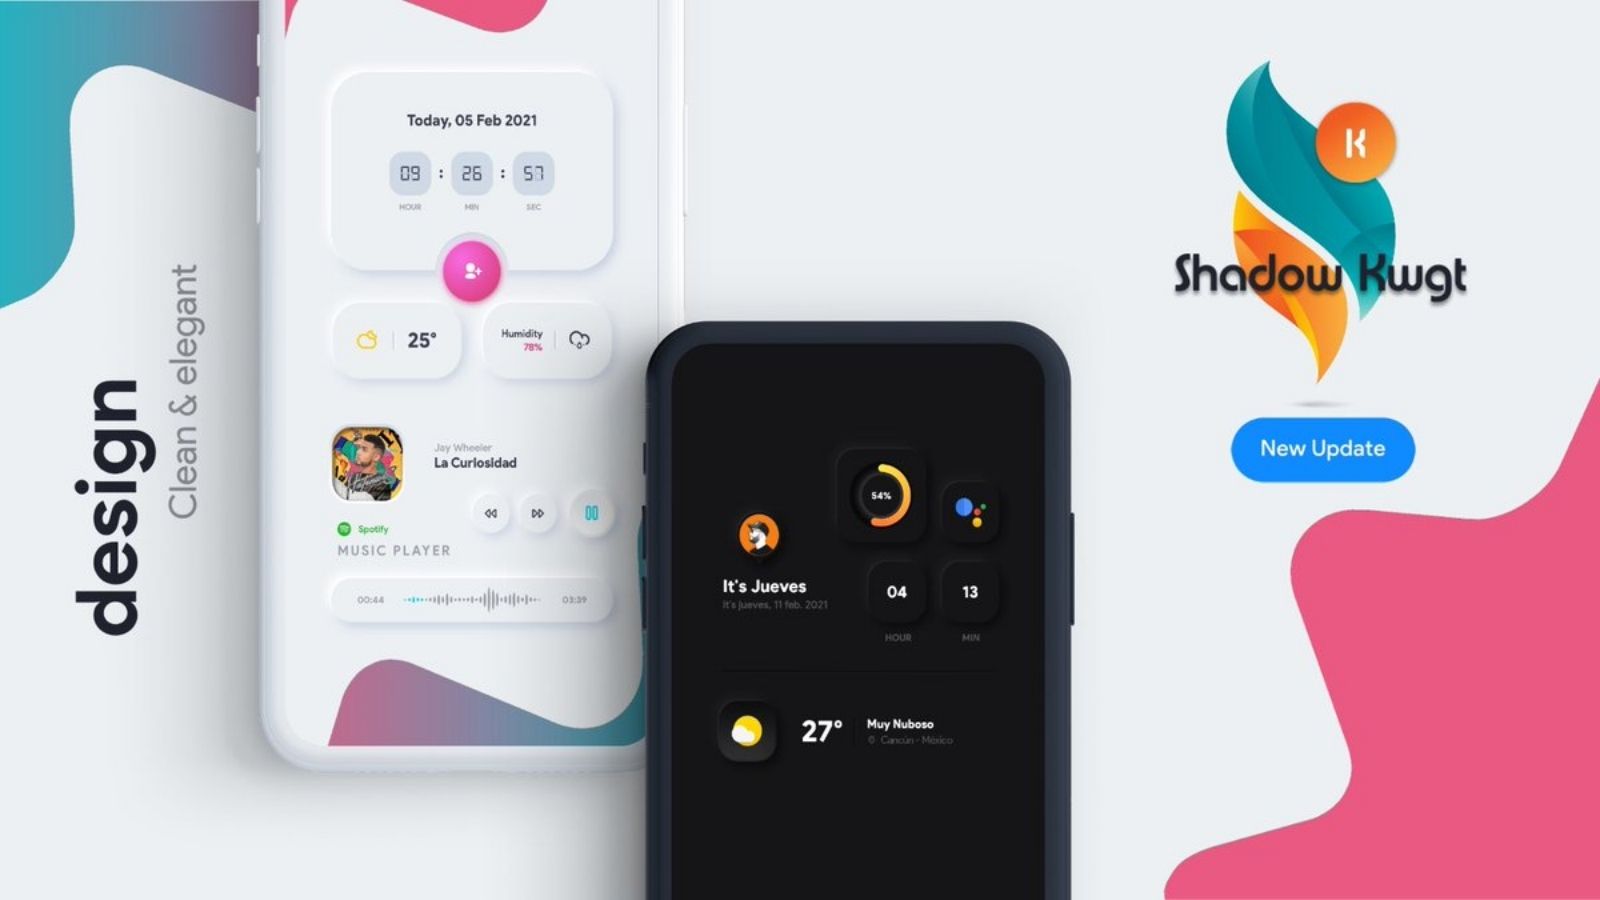 design
Clean & elegant
Today, 05 Feb 2021
09 : 26 : 57
HOUR MIN SEC
25°
Humidity
78%
Jay Wheeler
La Curiosidad
Spotify
MUSIC PLAYER
00:44 03:39
54%
It's Jueves
It's jueves, 11 feb. 2021
04 13
HOUR MIN
27°
Muy Nuboso
Cancún - México
K
Shadow Kwgt
New Update